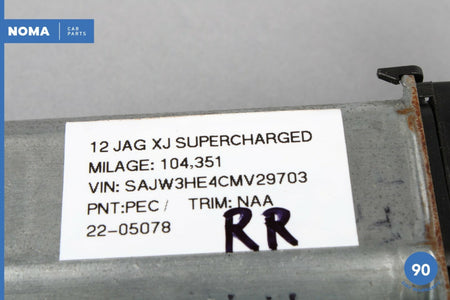 NOMA CAR PARTS
12 JAG XJ SUPERCHARGED
MILAGE: 104,351
VIN: SAJW3HE4CMV29703
PNT:PEC / TRIM: NAA
22-05078 RR
90